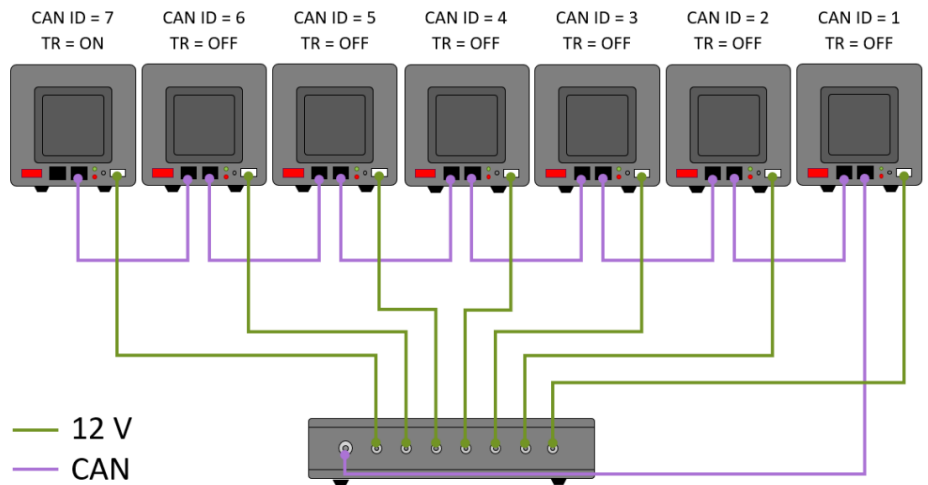 CAN ID = 7
TR = ON
CAN ID = 6
TR = OFF
CAN ID = 5
TR = OFF
CAN ID = 4
TR = OFF
CAN ID = 3
TR = OFF
CAN ID = 2
TR = OFF
CAN ID = 1
TR = OFF
12 V
CAN